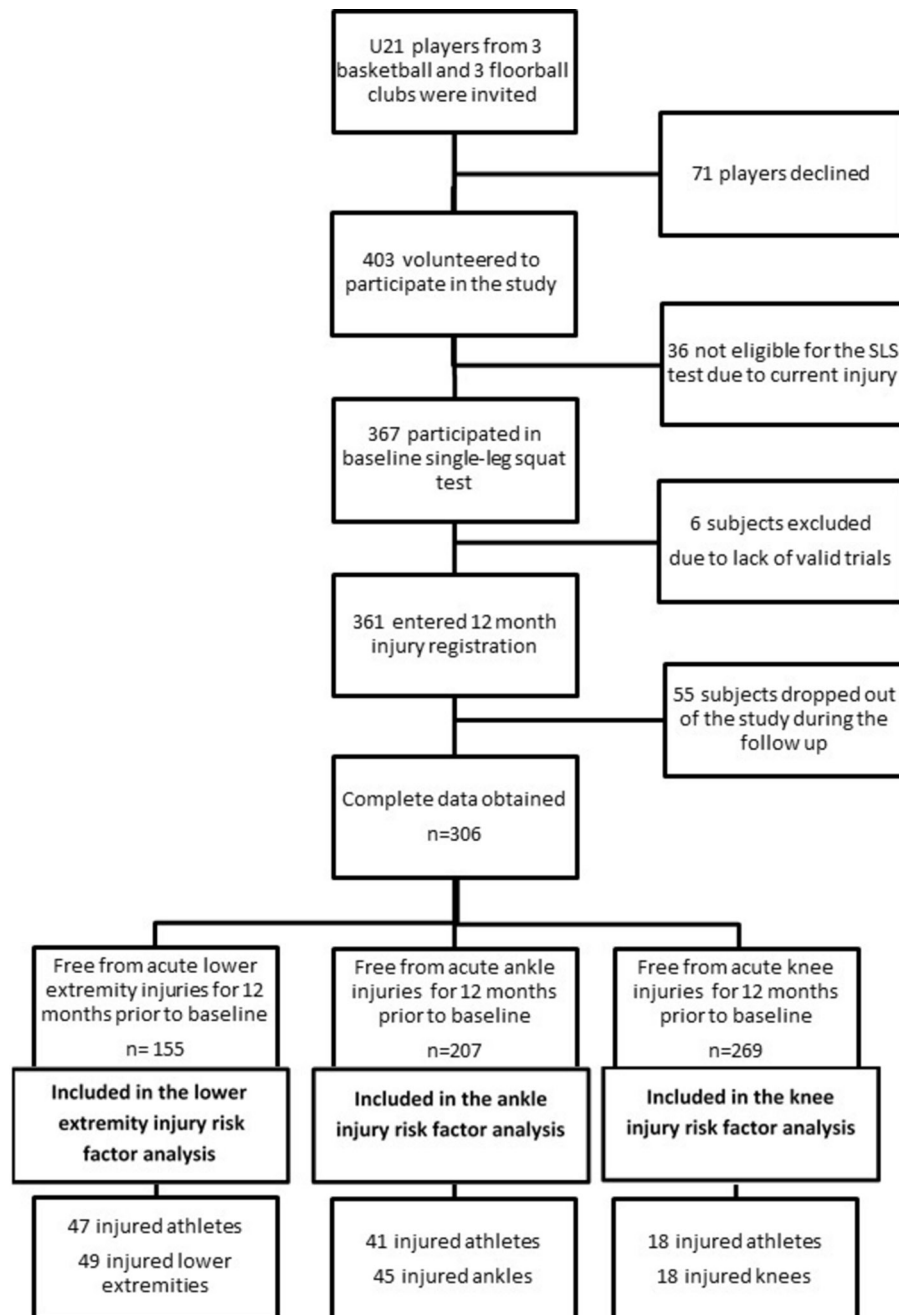 U21 players from 3
basketball and 3 floorball
clubs were invited
71 players declined
403 volunteered to
participate in the study
36 not eligible for the SLS
test due to current injury
367 participated in
baseline single-leg squat
test
6 subjects excluded
due to lack of valid trials
361 entered 12 month
injury registration
55 subjects dropped out
of the study during the
follow up
Complete data obtained
n=306
Free from acute lower
extremity injuries for 12
months prior to baseline
n= 155
Included in the lower
extremity injury risk
factor analysis
47 injured athletes
49 injured lower
extremities
Free from acute ankle
injuries for 12 months
prior to baseline
n=207
Included in the ankle
injury risk factor analysis
41 injured athletes
45 injured ankles
Free from acute knee
injuries for 12 months
prior to baseline
n=269
Included in the knee
injury risk factor analysis
18 injured athletes
18 injured knees